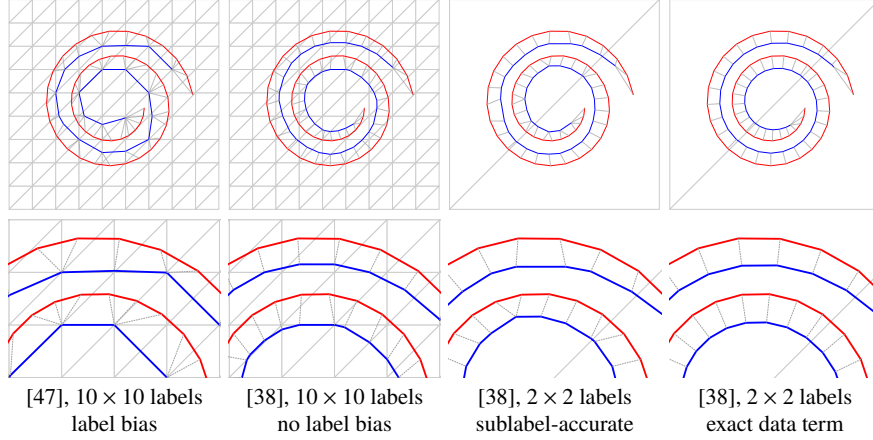 [47], 10 × 10 labels
label bias
[38], 10 × 10 labels
no label bias
[38], 2 × 2 labels
sublabel-accurate
[38], 2 × 2 labels
exact data term